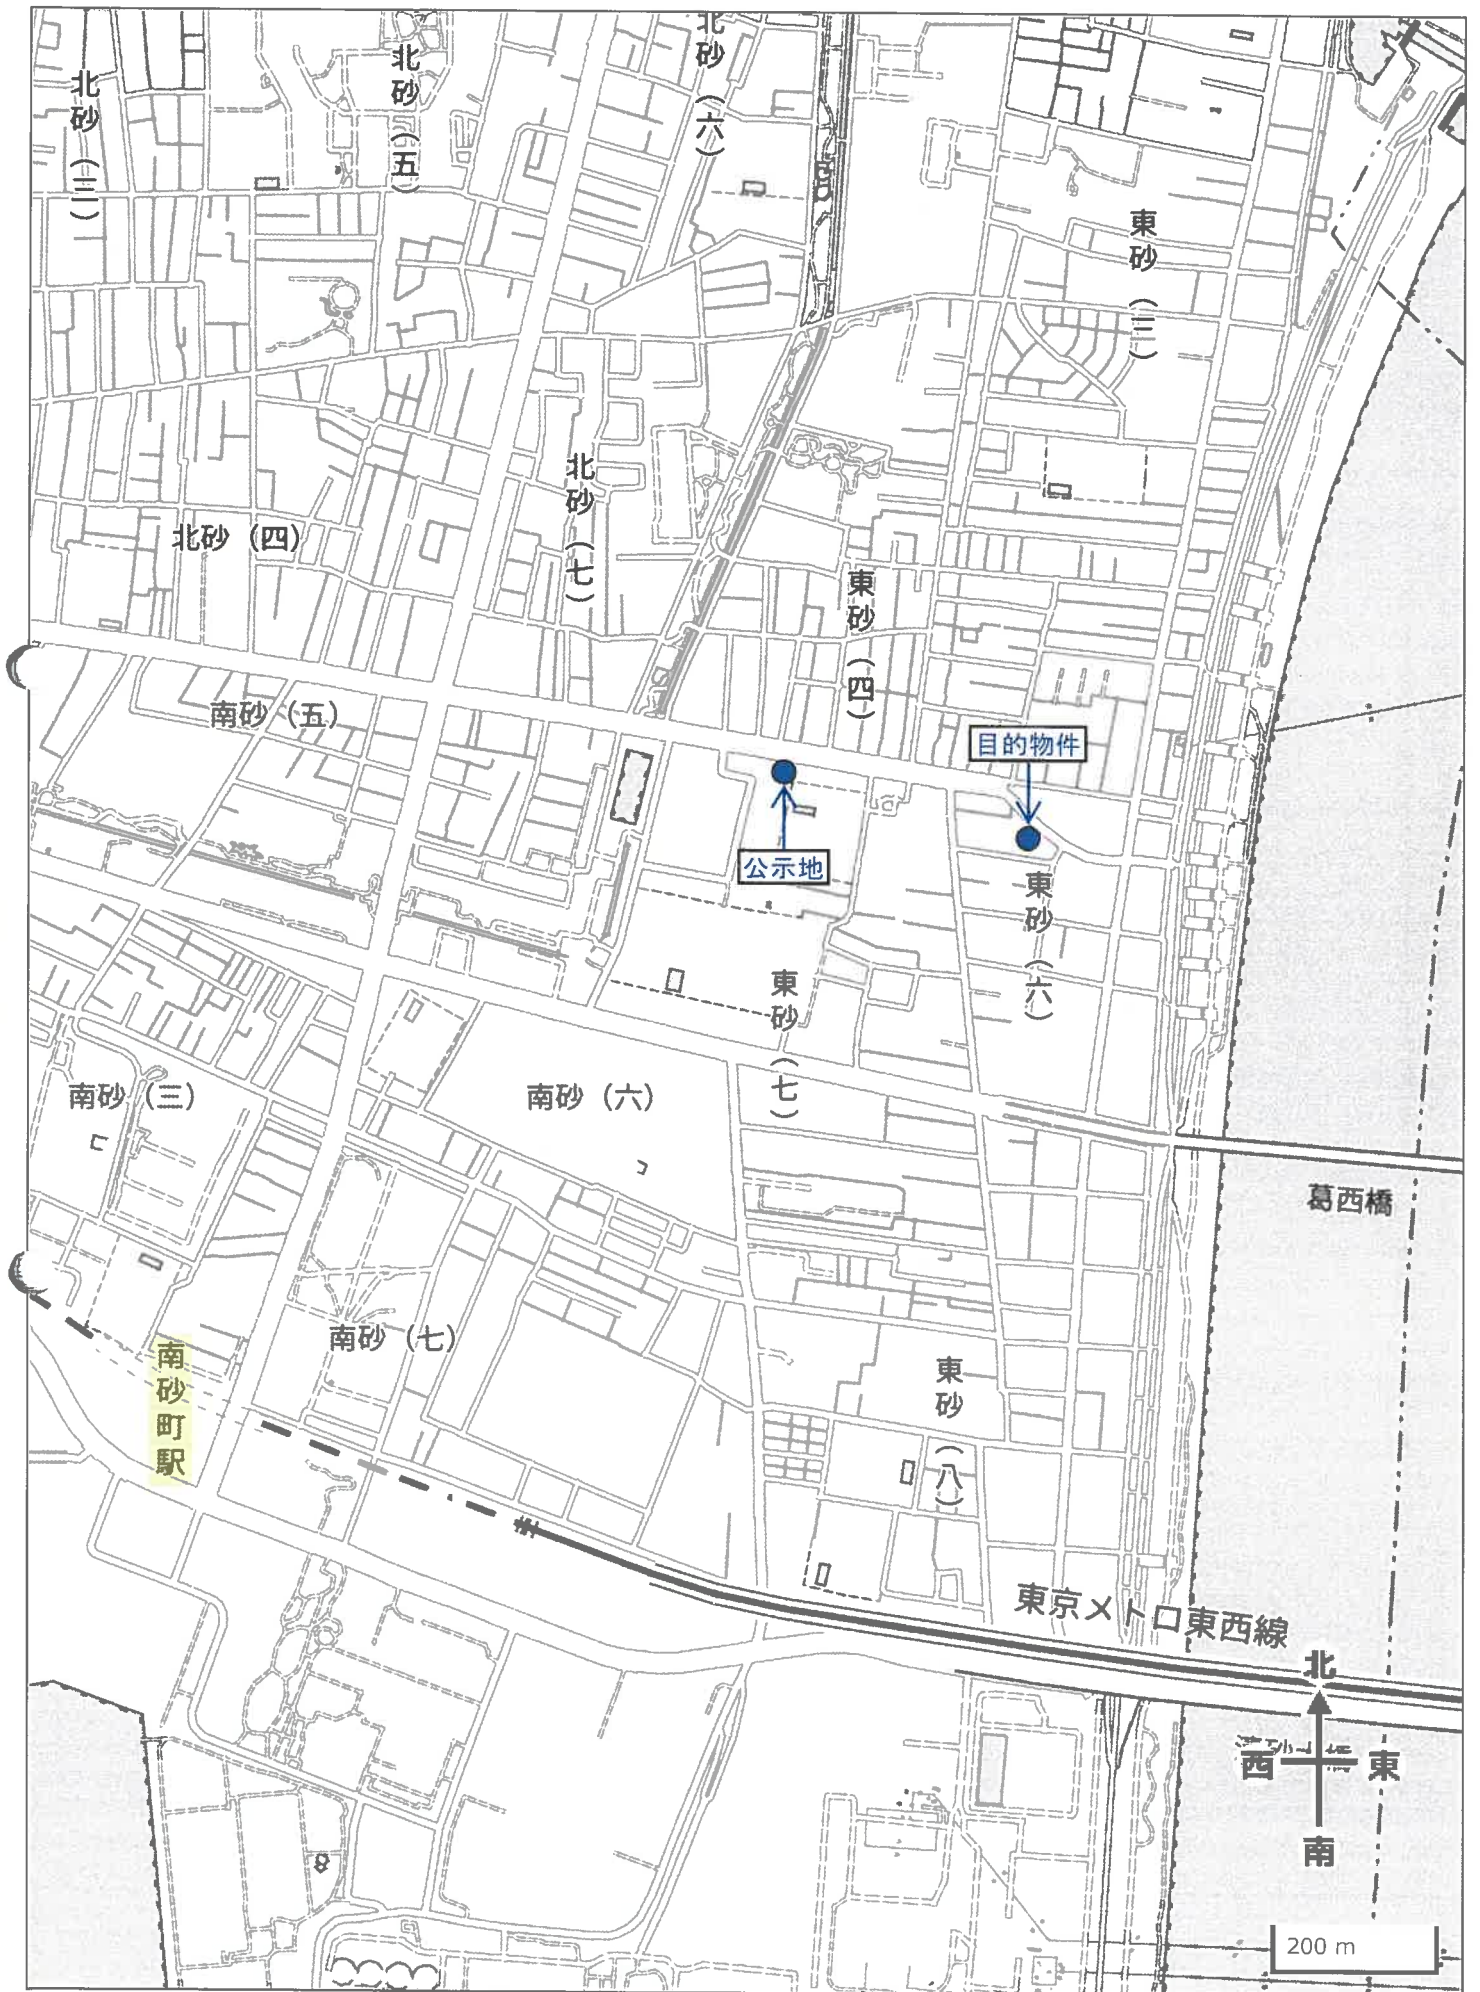 北砂（三）
北砂（五）
北砂（六）
東砂（三）
北砂（四）
北砂（七）
東砂（四）
南砂（五）
目的物件
公示地
東砂（六）
東砂（七）
南砂（三）
南砂（六）
葛西橋
南砂（七）
南砂町駅
東砂（八）
東京メトロ東西線
北
西
東
南
200 m